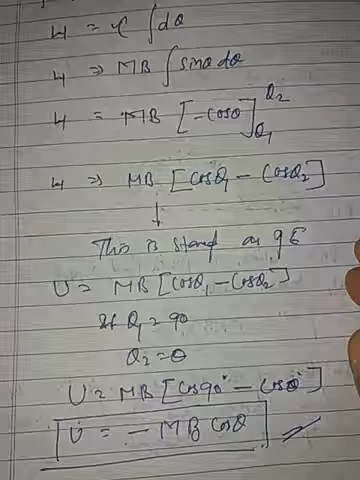 W = τ ∫dθ
W ⇒ MB ∫sinθ dθ
W = MB [-cosθ]θ₁^θ₂
W ⇒ MB [cosθ₁ - cosθ₂]
↓
This is stored as P E
U = MB [cosθ₁ - cosθ₂]
If θ₁ = 90
θ₂ = θ
U = MB [cos90° - cosθ]
U = - MB cosθ